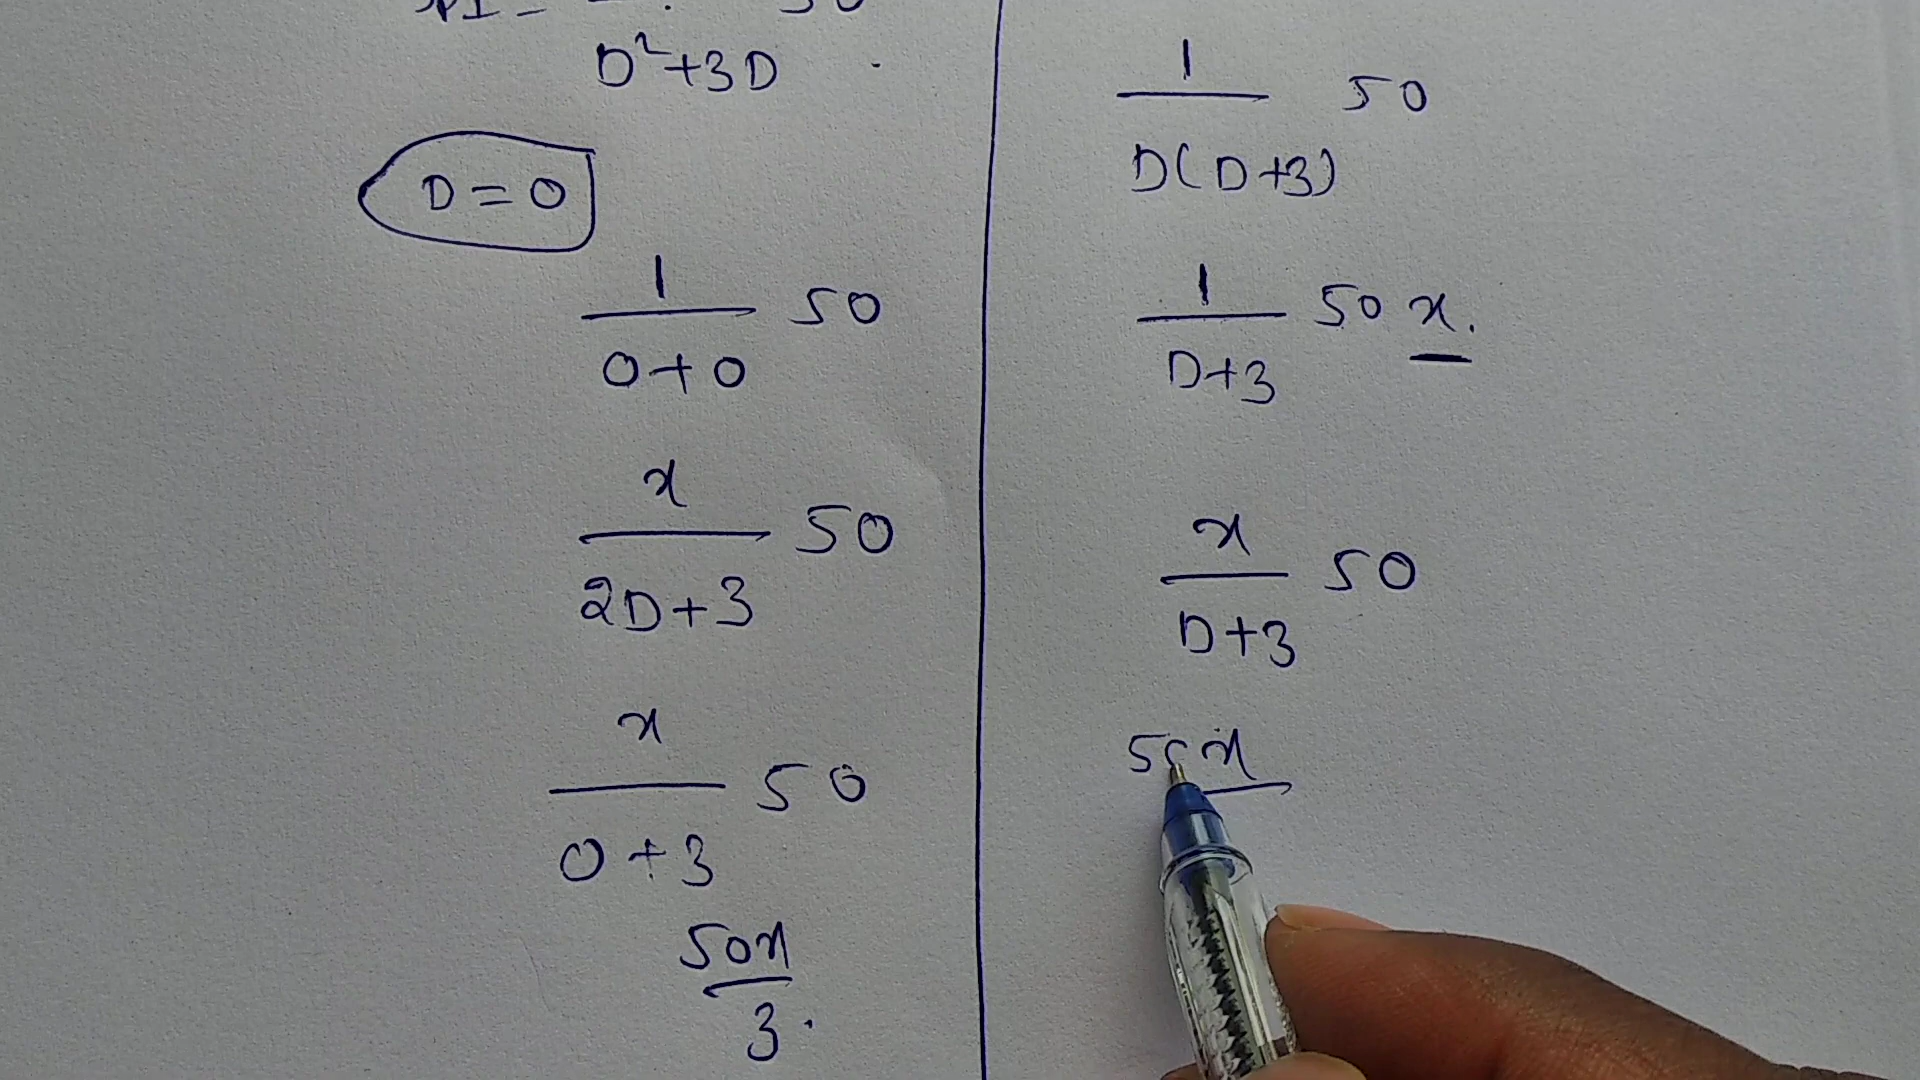 D²+3D
D = 0
1
0+0 50
x
2D+3 50
x
0+3 50
50x
3.
1
D(D+3) 50
1
D+3 50 x.
x
D+3 50
50x